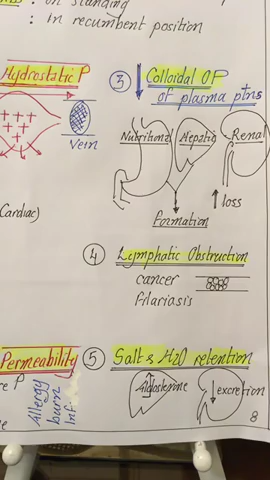 : on standing
: in recumbent position
Hydrostatic P
vein
Cardiac)
③ ↓ Colloidal OP
of plasma ptns
Nutritional Hepatic Renal
↑ loss
↓ Formation
④ Lymphatic Obstruction
cancer
filariasis
Permeability
P
Allergy
burn
Inf.
⑤ Salt & H2O retention
Aldosterone ↓ excretion
8